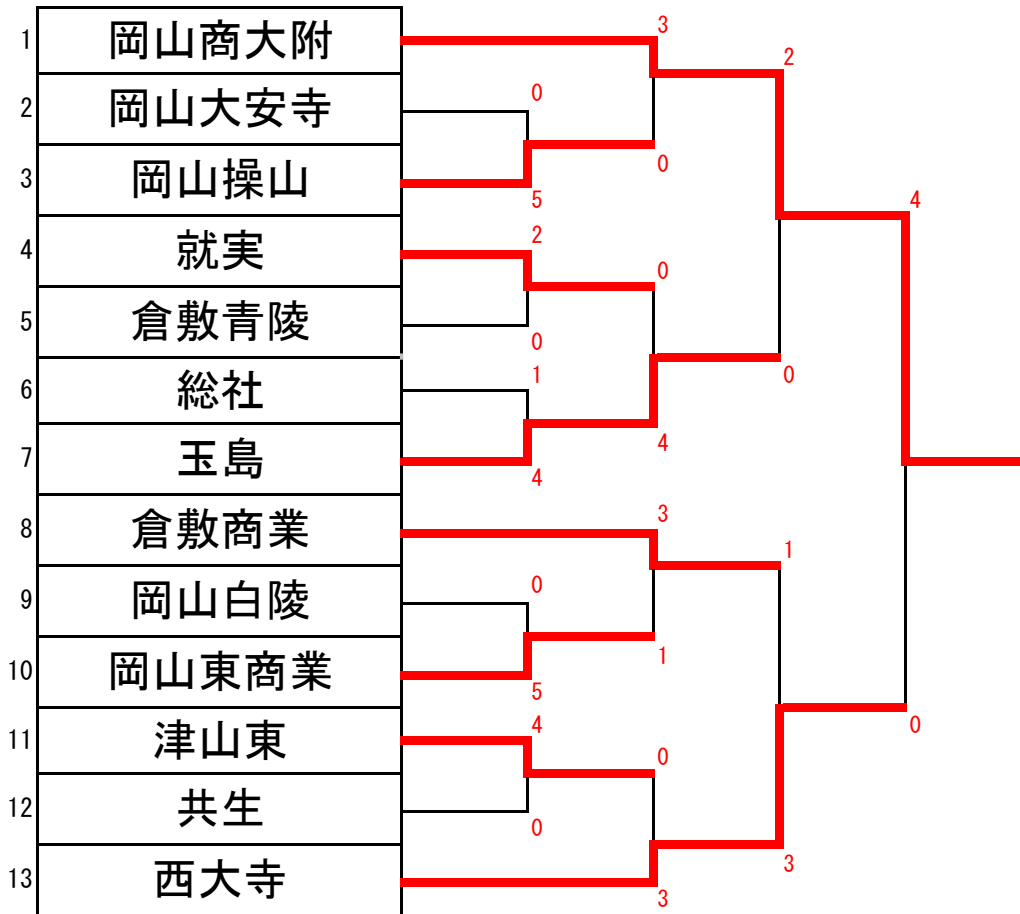 1 岡山商大附
2 岡山大安寺
3 岡山操山
4 就実
5 倉敷青陵
6 総社
7 玉島
8 倉敷商業
9 岡山白陵
10 岡山東商業
11 津山東
12 共生
13 西大寺
0
5
2
0
1
4
0
5
4
0
3
0
0
4
3
1
0
3
2
0
1
3
4
0